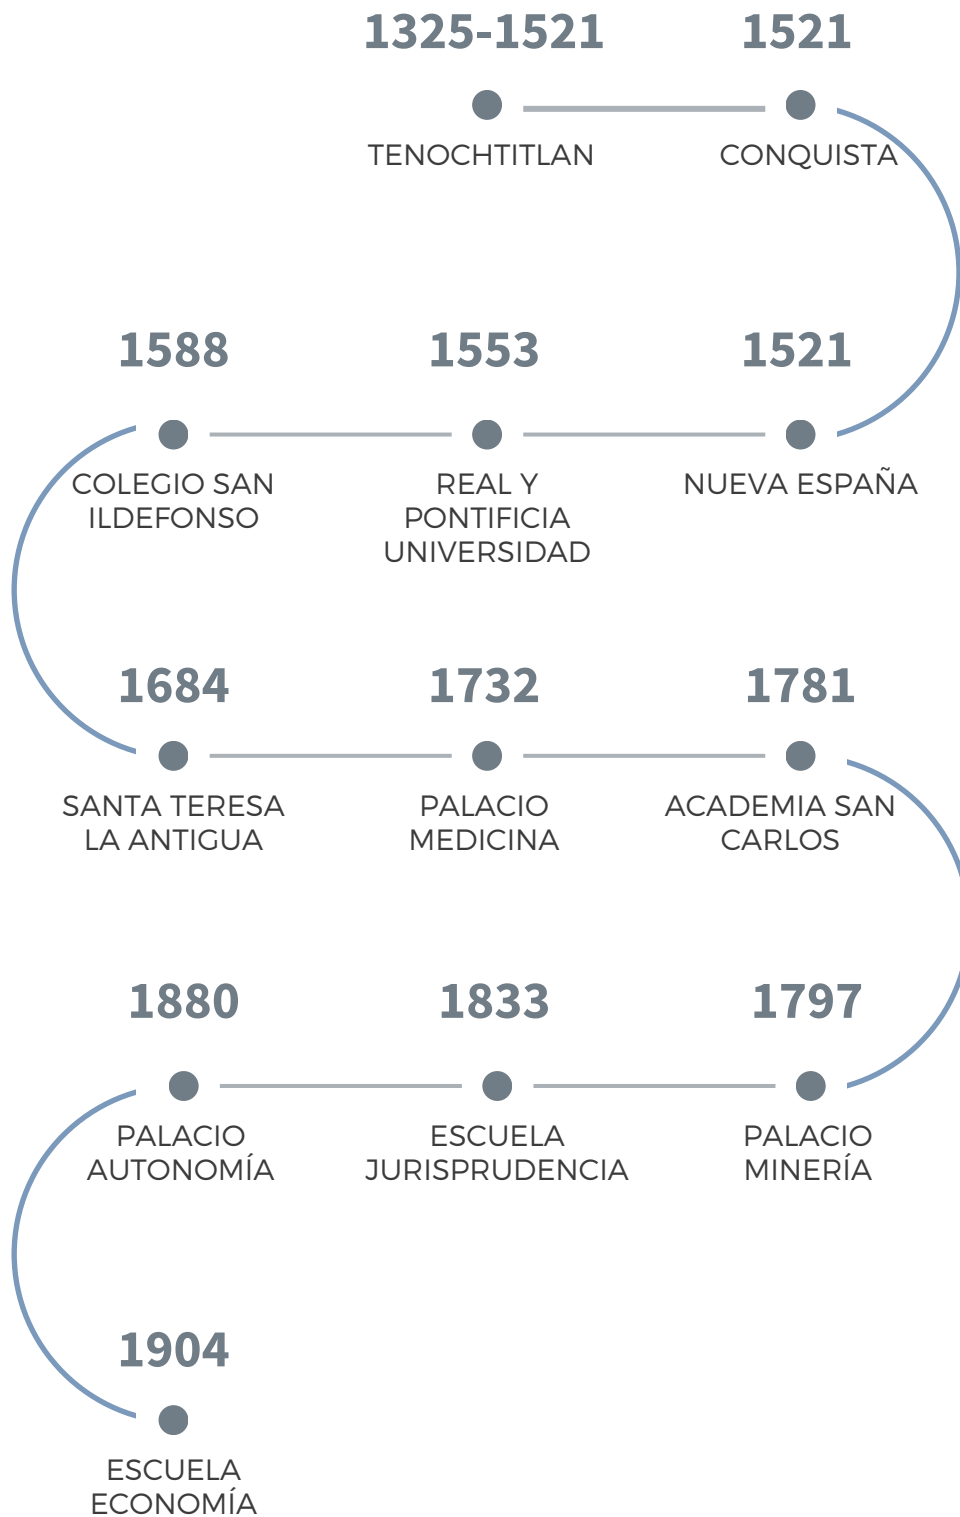 1325-1521
1521
TENOCHTITLAN
CONQUISTA
1588
1553
1521
COLEGIO SAN
ILDEFONSO
REAL Y
PONTIFICIA
UNIVERSIDAD
NUEVA ESPAÑA
1684
1732
1781
SANTA TERESA
LA ANTIGUA
PALACIO
MEDICINA
ACADEMIA SAN
CARLOS
1880
1833
1797
PALACIO
AUTONOMÍA
ESCUELA
JURISPRUDENCIA
PALACIO
MINERÍA
1904
ESCUELA
ECONOMÍA